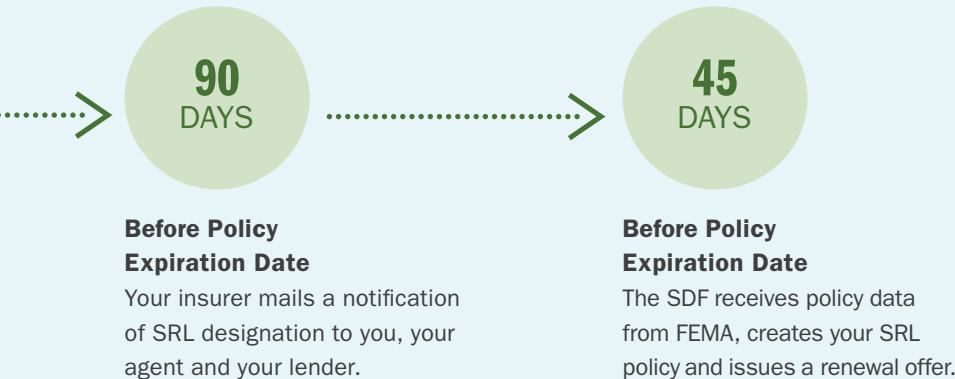 90
DAYS
Before Policy
Expiration Date
Your insurer mails a notification
of SRL designation to you, your
agent and your lender.
45
DAYS
Before Policy
Expiration Date
The SDF receives policy data
from FEMA, creates your SRL
policy and issues a renewal offer.